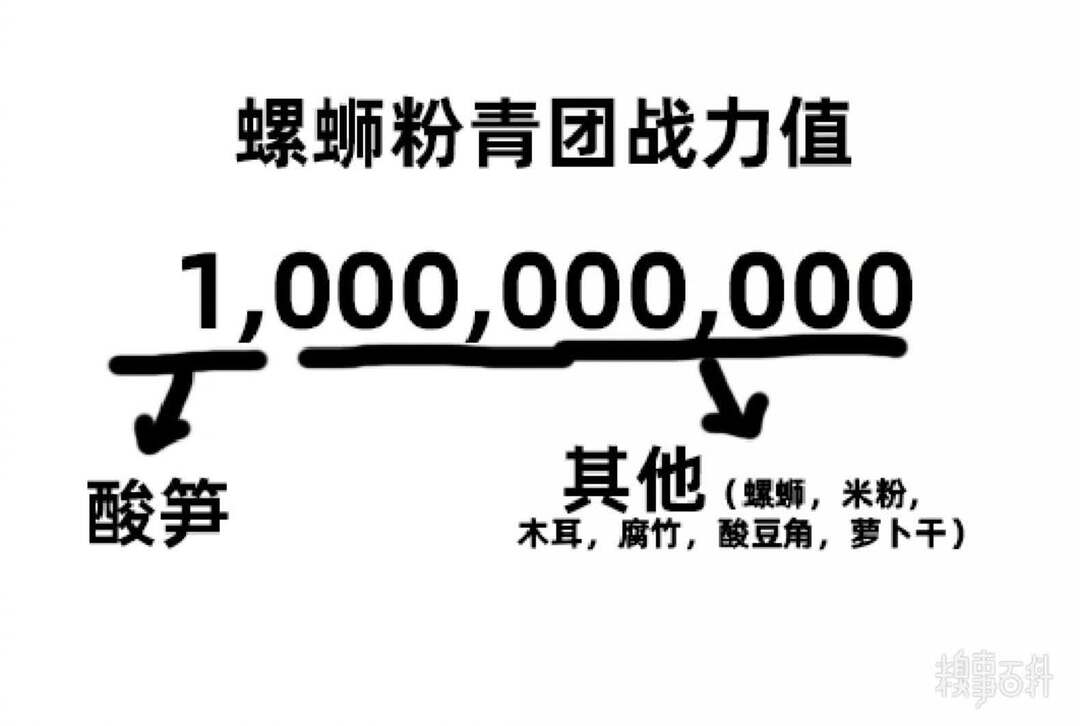 螺蛳粉青团战力值
1,000,000,000
酸笋
其他（螺蛳，米粉，
木耳，腐竹，酸豆角，萝卜干）
糗事百科